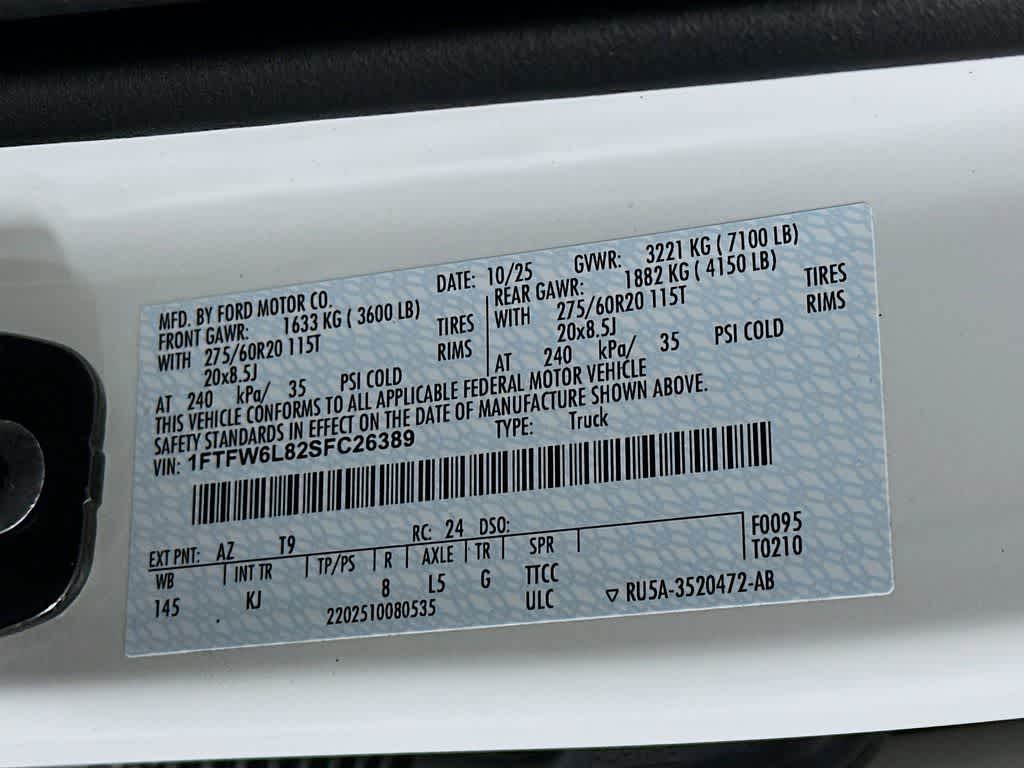 MFD. BY FORD MOTOR CO. DATE: 10/25 GVWR: 3221 KG ( 7100 LB)
FRONT GAWR: 1633 KG ( 3600 LB) REAR GAWR: 1882 KG ( 4150 LB)
WITH 275/60R20 115T TIRES WITH 275/60R20 115T TIRES
20x8.5J RIMS 20x8.5J RIMS
AT 240 kPa/ 35 PSI COLD AT 240 kPa/ 35 PSI COLD
THIS VEHICLE CONFORMS TO ALL APPLICABLE FEDERAL MOTOR VEHICLE
SAFETY STANDARDS IN EFFECT ON THE DATE OF MANUFACTURE SHOWN ABOVE.
VIN: 1FTFW6L82SFC26389 TYPE: Truck
EXT PNT: AZ T9 RC: 24 DSO: F0095
WB INT TR TP/PS R AXLE TR SPR T0210
145 KJ 8 L5 G TTCC
2202510080535 ULC ▽ RU5A-3520472-AB